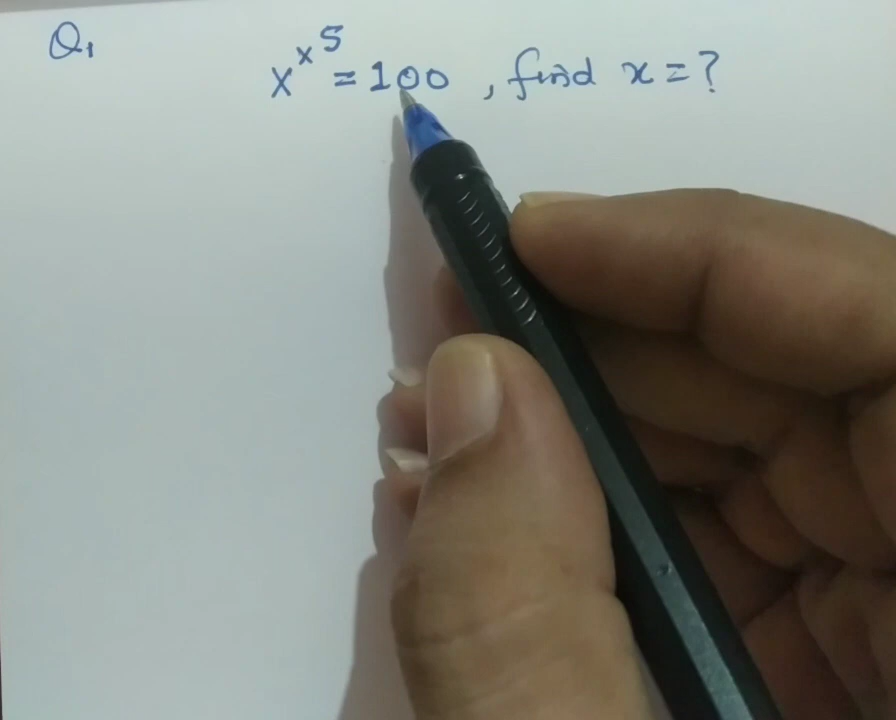 Q₁ x^x^5 = 100 , find x = ?